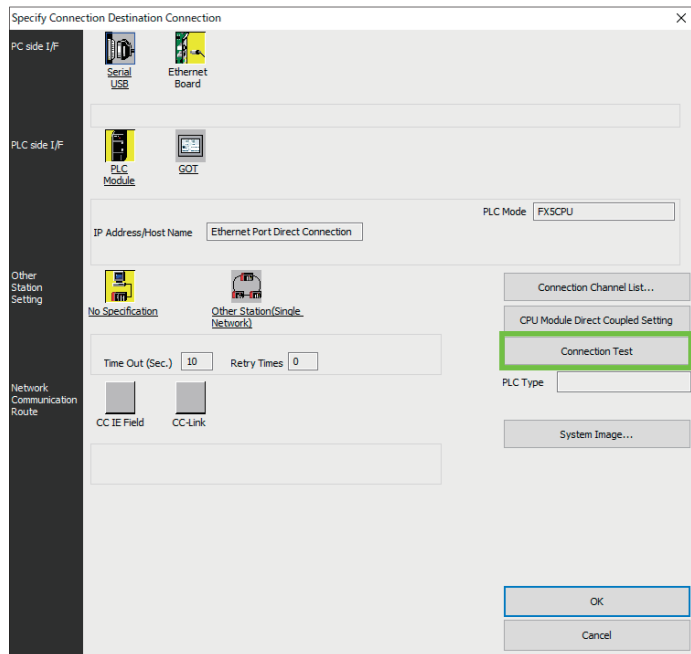 Specify Connection Destination Connection
PC side I/F
Serial
USB
Ethernet
Board
PLC side I/F
PLC
Module
GOT
PLC Mode FX5CPU
IP Address/Host Name Ethernet Port Direct Connection
Other
Station
Setting
No Specification
Other Station(Single
Network)
Connection Channel List...
CPU Module Direct Coupled Setting
Connection Test
Time Out (Sec.) 10 Retry Times 0
PLC Type
Network
Communication
Route
CC IE Field
CC-Link
System Image...
OK
Cancel